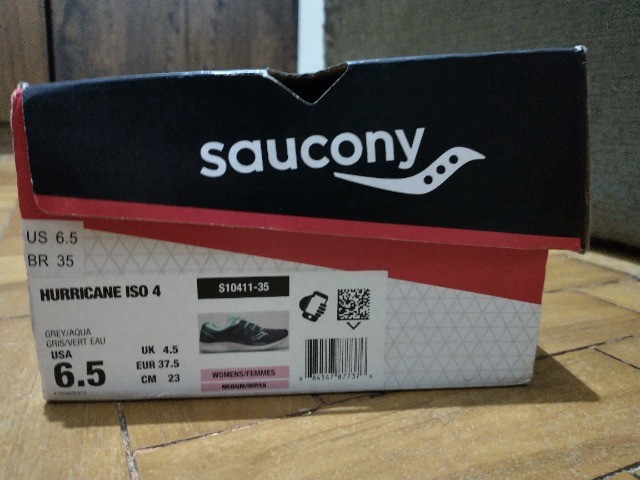 saucony
US 6.5
BR 35
HURRICANE ISO 4
S10411-35
GREY/AQUA
GRIS/VERT EAU
USA
6.5
UK 4.5
EUR 37.5
CM 23
WOMENS/FEMMES
MEDIUM/MOYEN